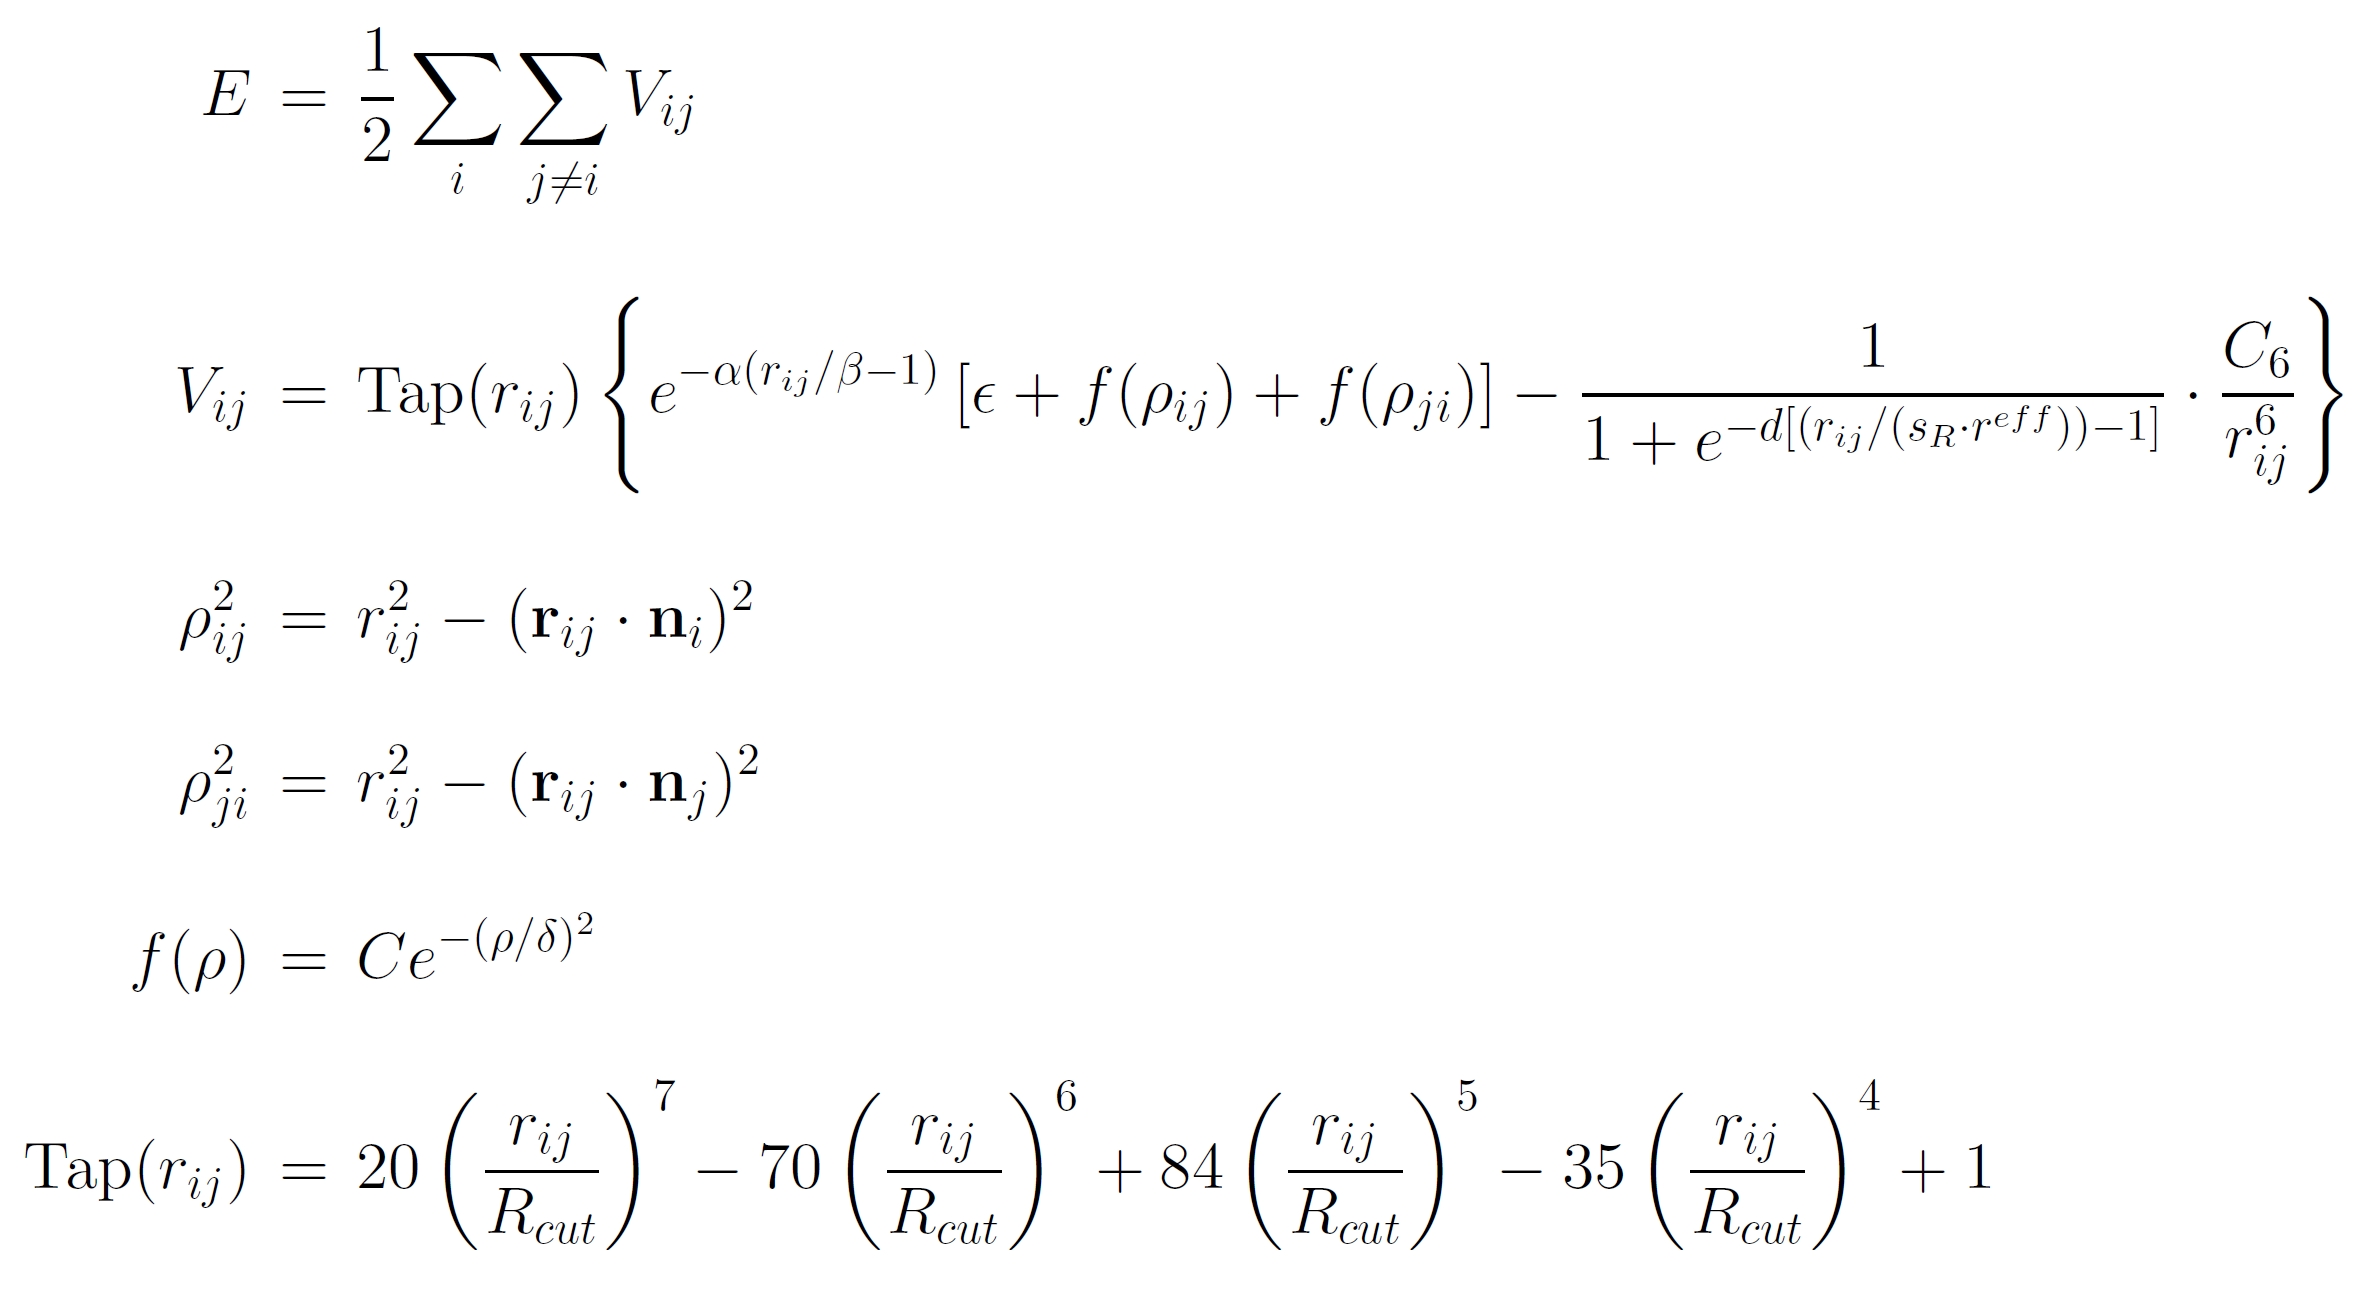 E = \frac{1}{2} \sum_{i} \sum_{j \neq i} V_{ij}
V_{ij} = \mathrm{Tap}(r_{ij}) \left\{ e^{-\alpha(r_{ij}/\beta-1)} \left[ \epsilon + f(\rho_{ij}) + f(\rho_{ji}) \right] - \frac{1}{1 + e^{-d[(r_{ij}/(s_R \cdot r^{eff}))-1]}} \cdot \frac{C_6}{r_{ij}^6} \right\}
\rho_{ij}^2 = r_{ij}^2 - (\mathbf{r}_{ij} \cdot \mathbf{n}_i)^2
\rho_{ji}^2 = r_{ij}^2 - (\mathbf{r}_{ij} \cdot \mathbf{n}_j)^2
f(\rho) = C e^{-(\rho/\delta)^2}
\mathrm{Tap}(r_{ij}) = 20 \left( \frac{r_{ij}}{R_{cut}} \right)^7 - 70 \left( \frac{r_{ij}}{R_{cut}} \right)^6 + 84 \left( \frac{r_{ij}}{R_{cut}} \right)^5 - 35 \left( \frac{r_{ij}}{R_{cut}} \right)^4 + 1